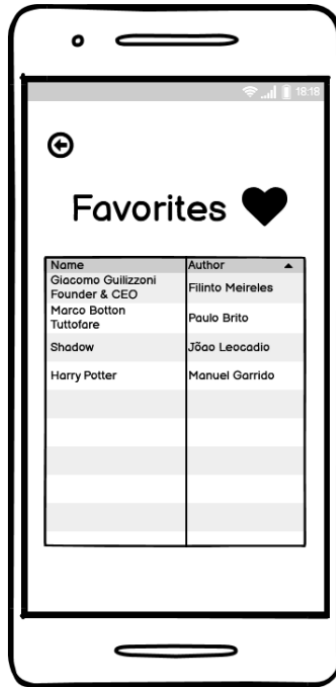 18:18
Favorites
Name Author
Giacomo Guilizzoni
Founder & CEO Filinto Meireles
Marco Botton
Tuttofare Paulo Brito
Shadow Jõao Leocadio
Harry Potter Manuel Garrido